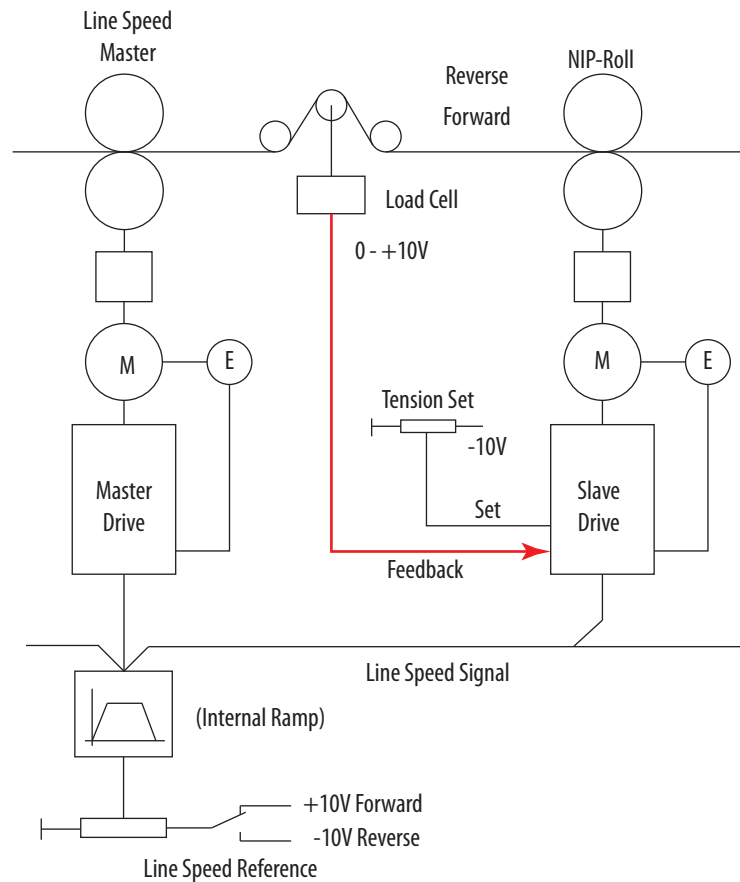 Line Speed
Master
NIP-Roll
Reverse
Forward
Load Cell
0 - +10V
M
E
M
E
Tension Set
-10V
Master
Drive
Set
Slave
Drive
Feedback
Line Speed Signal
(Internal Ramp)
+10V Forward
-10V Reverse
Line Speed Reference